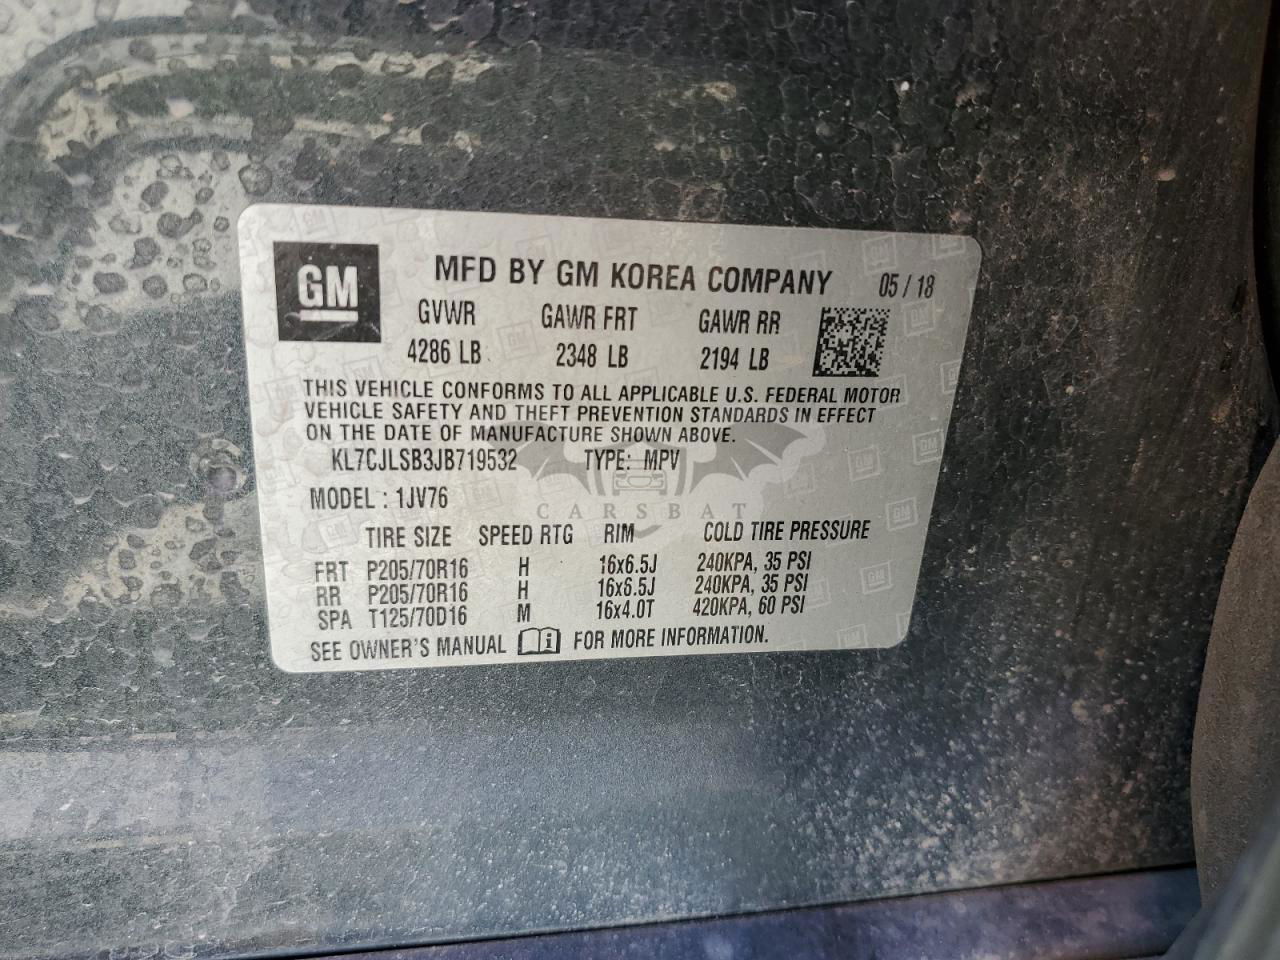 GM
MFD BY GM KOREA COMPANY 05 / 18
GVWR GAWR FRT GAWR RR
4286 LB 2348 LB 2194 LB
THIS VEHICLE CONFORMS TO ALL APPLICABLE U.S. FEDERAL MOTOR
VEHICLE SAFETY AND THEFT PREVENTION STANDARDS IN EFFECT
ON THE DATE OF MANUFACTURE SHOWN ABOVE.
KL7CJLSB3JB719532 TYPE: MPV
MODEL : 1JV76
CARSBAT
TIRE SIZE SPEED RTG RIM COLD TIRE PRESSURE
FRT P205/70R16 H 16x6.5J 240KPA, 35 PSI
RR P205/70R16 H 16x6.5J 240KPA, 35 PSI
SPA T125/70D16 M 16x4.0T 420KPA, 60 PSI
SEE OWNER'S MANUAL FOR MORE INFORMATION.